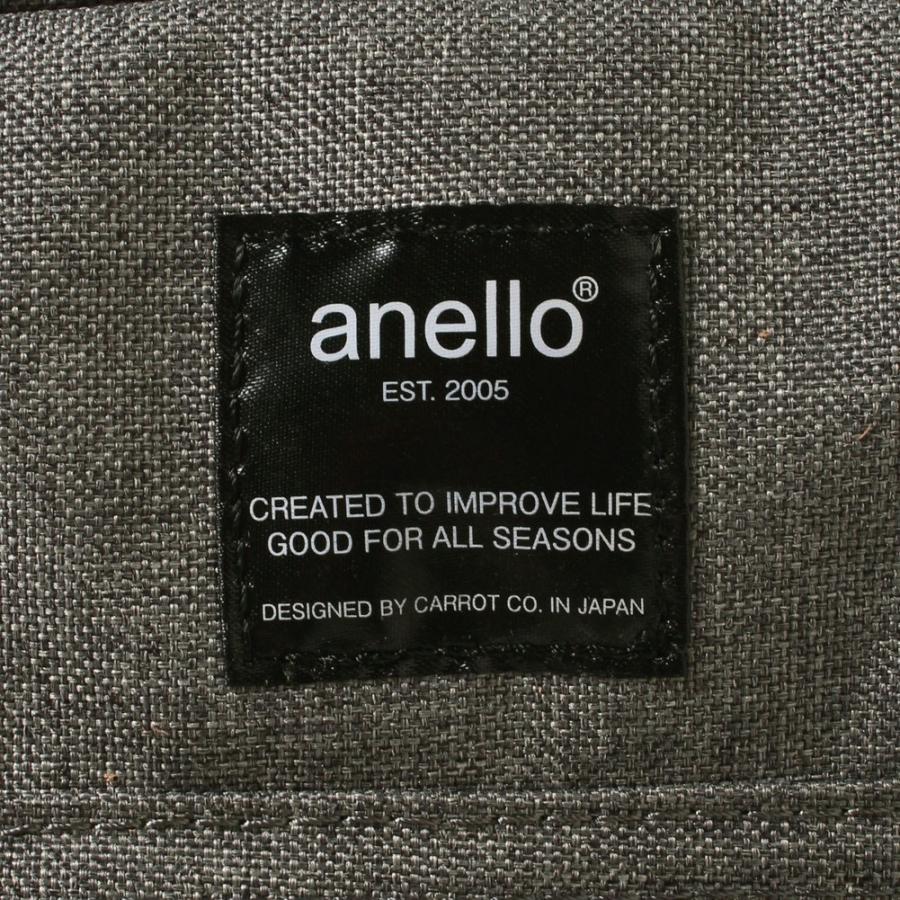 anello®
EST. 2005
CREATED TO IMPROVE LIFE
GOOD FOR ALL SEASONS
DESIGNED BY CARROT CO. IN JAPAN